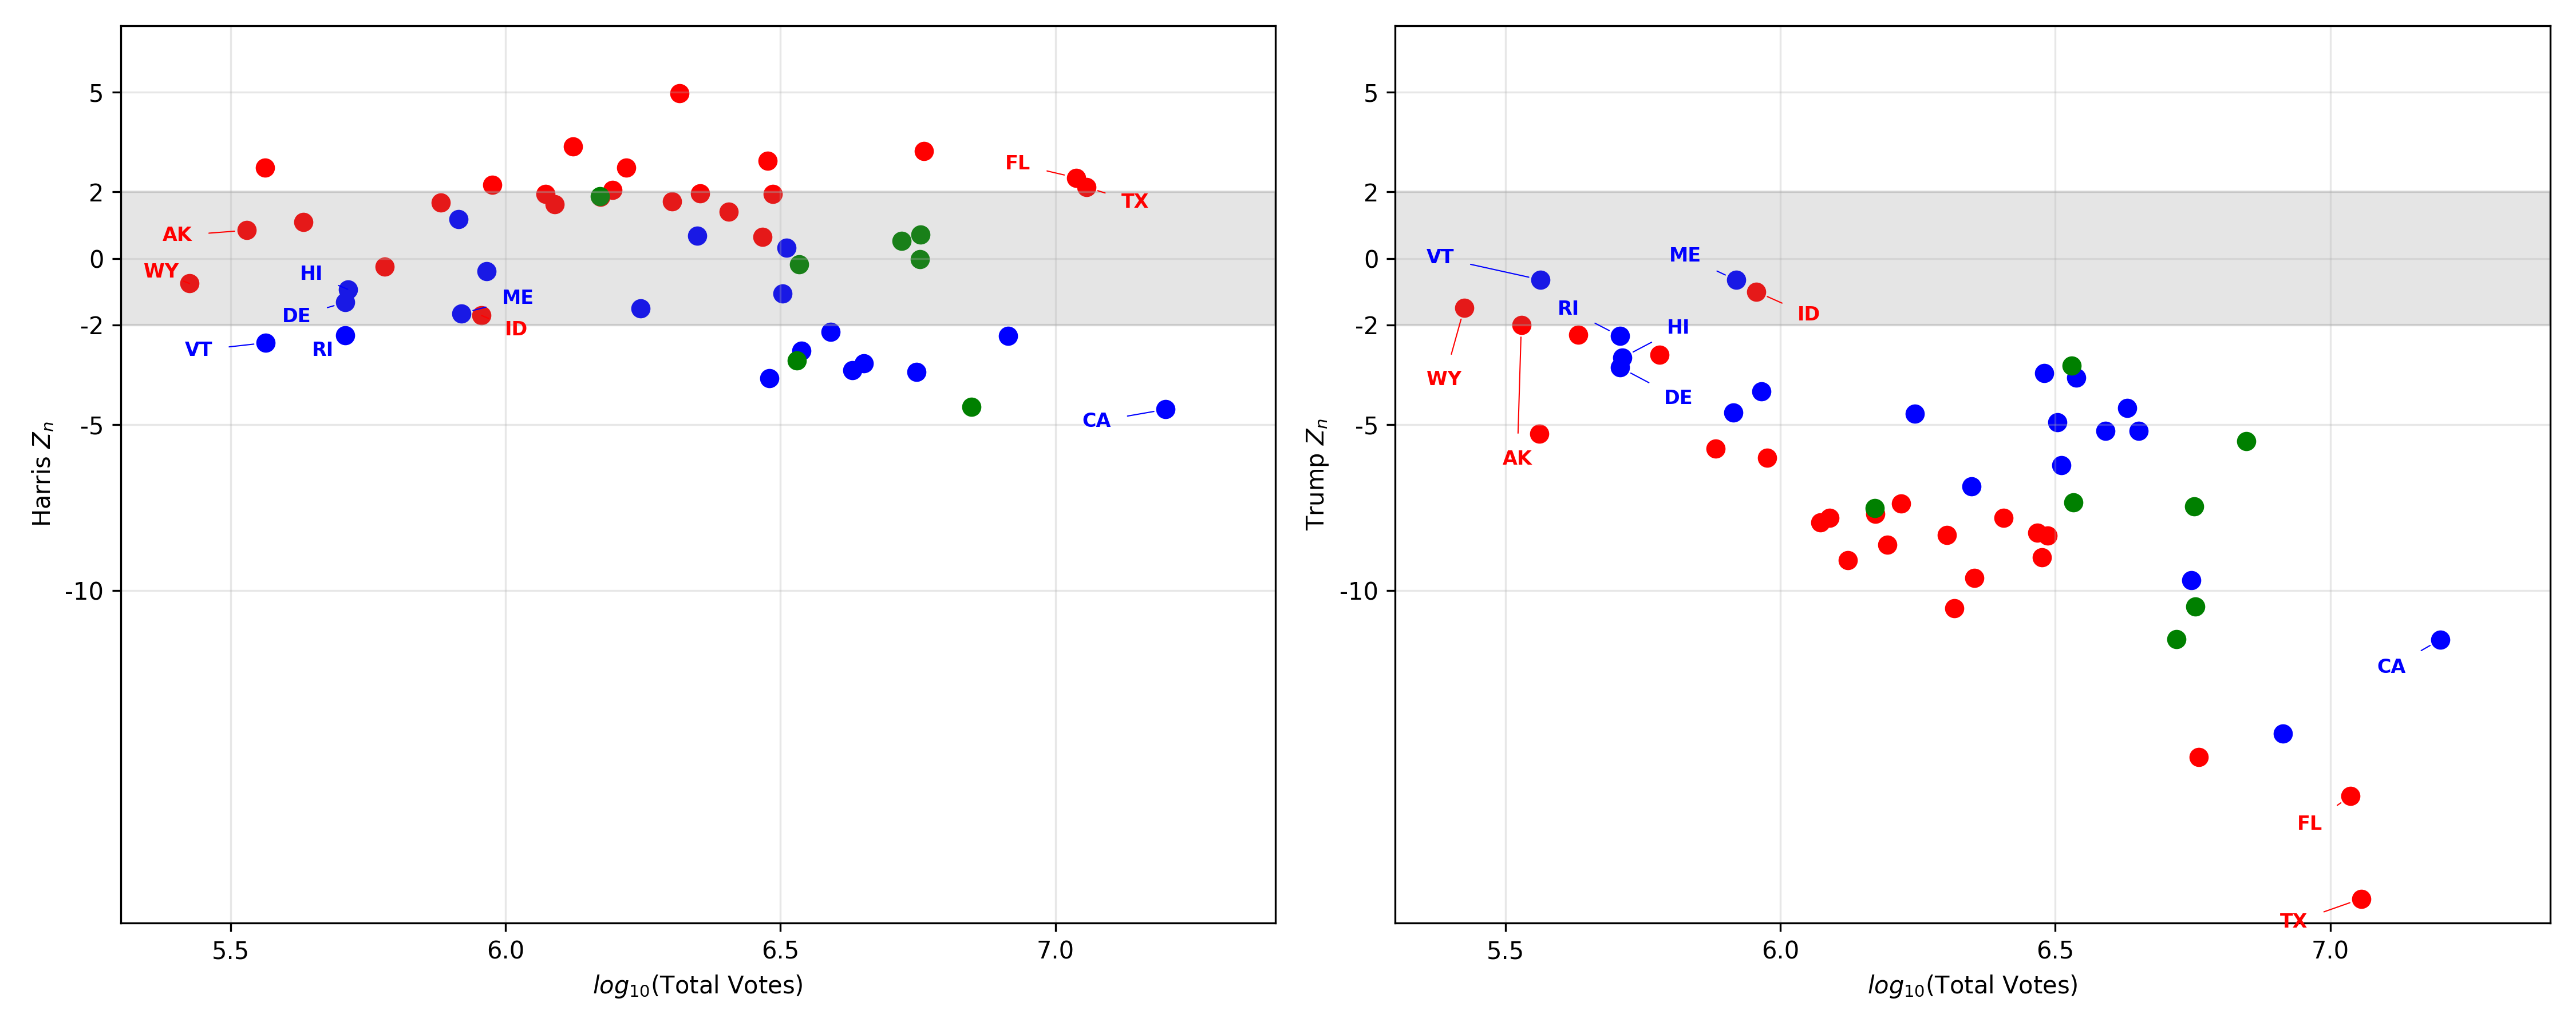 5
2
0
-2
-5
-10
Harris Zn
5.5
6.0
6.5
7.0
log10(Total Votes)
AK
WY
HI
DE
VT
RI
ME
ID
FL
TX
CA
5
2
0
-2
-5
-10
Trump Zn
5.5
6.0
6.5
7.0
log10(Total Votes)
VT
ME
RI
ID
HI
WY
DE
AK
CA
FL
TX